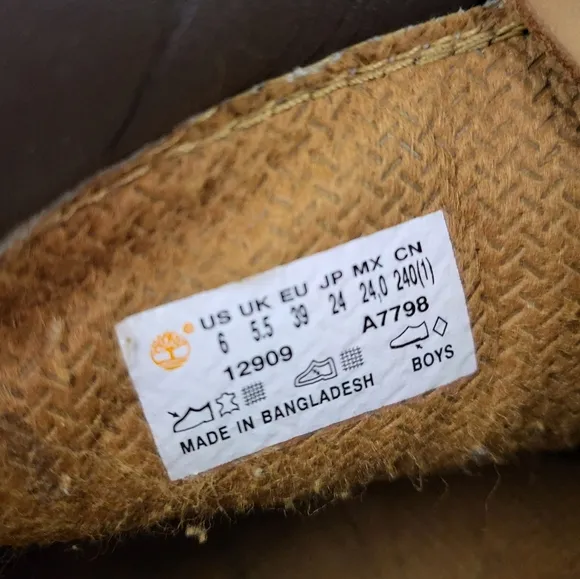 US UK EU JP MX CN
6 5.5 39 24 24,0 240(1)
12909 A7798
MADE IN BANGLADESH BOYS